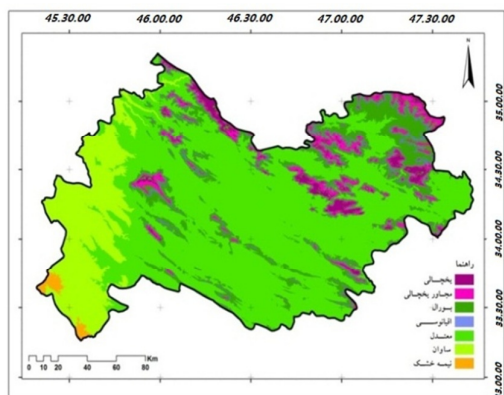 45.30.00 46.00.00 46.30.00 47.00.00 47.30.00
N
35.00.00
34.30.00
34.00.00
33.30.00
33.00.00
راهنما
یخچالی
مجاور یخچالی
بورال
اقیانوسی
معتدل
ساوان
نیمه خشک
0 10 20 40 60 80 Km